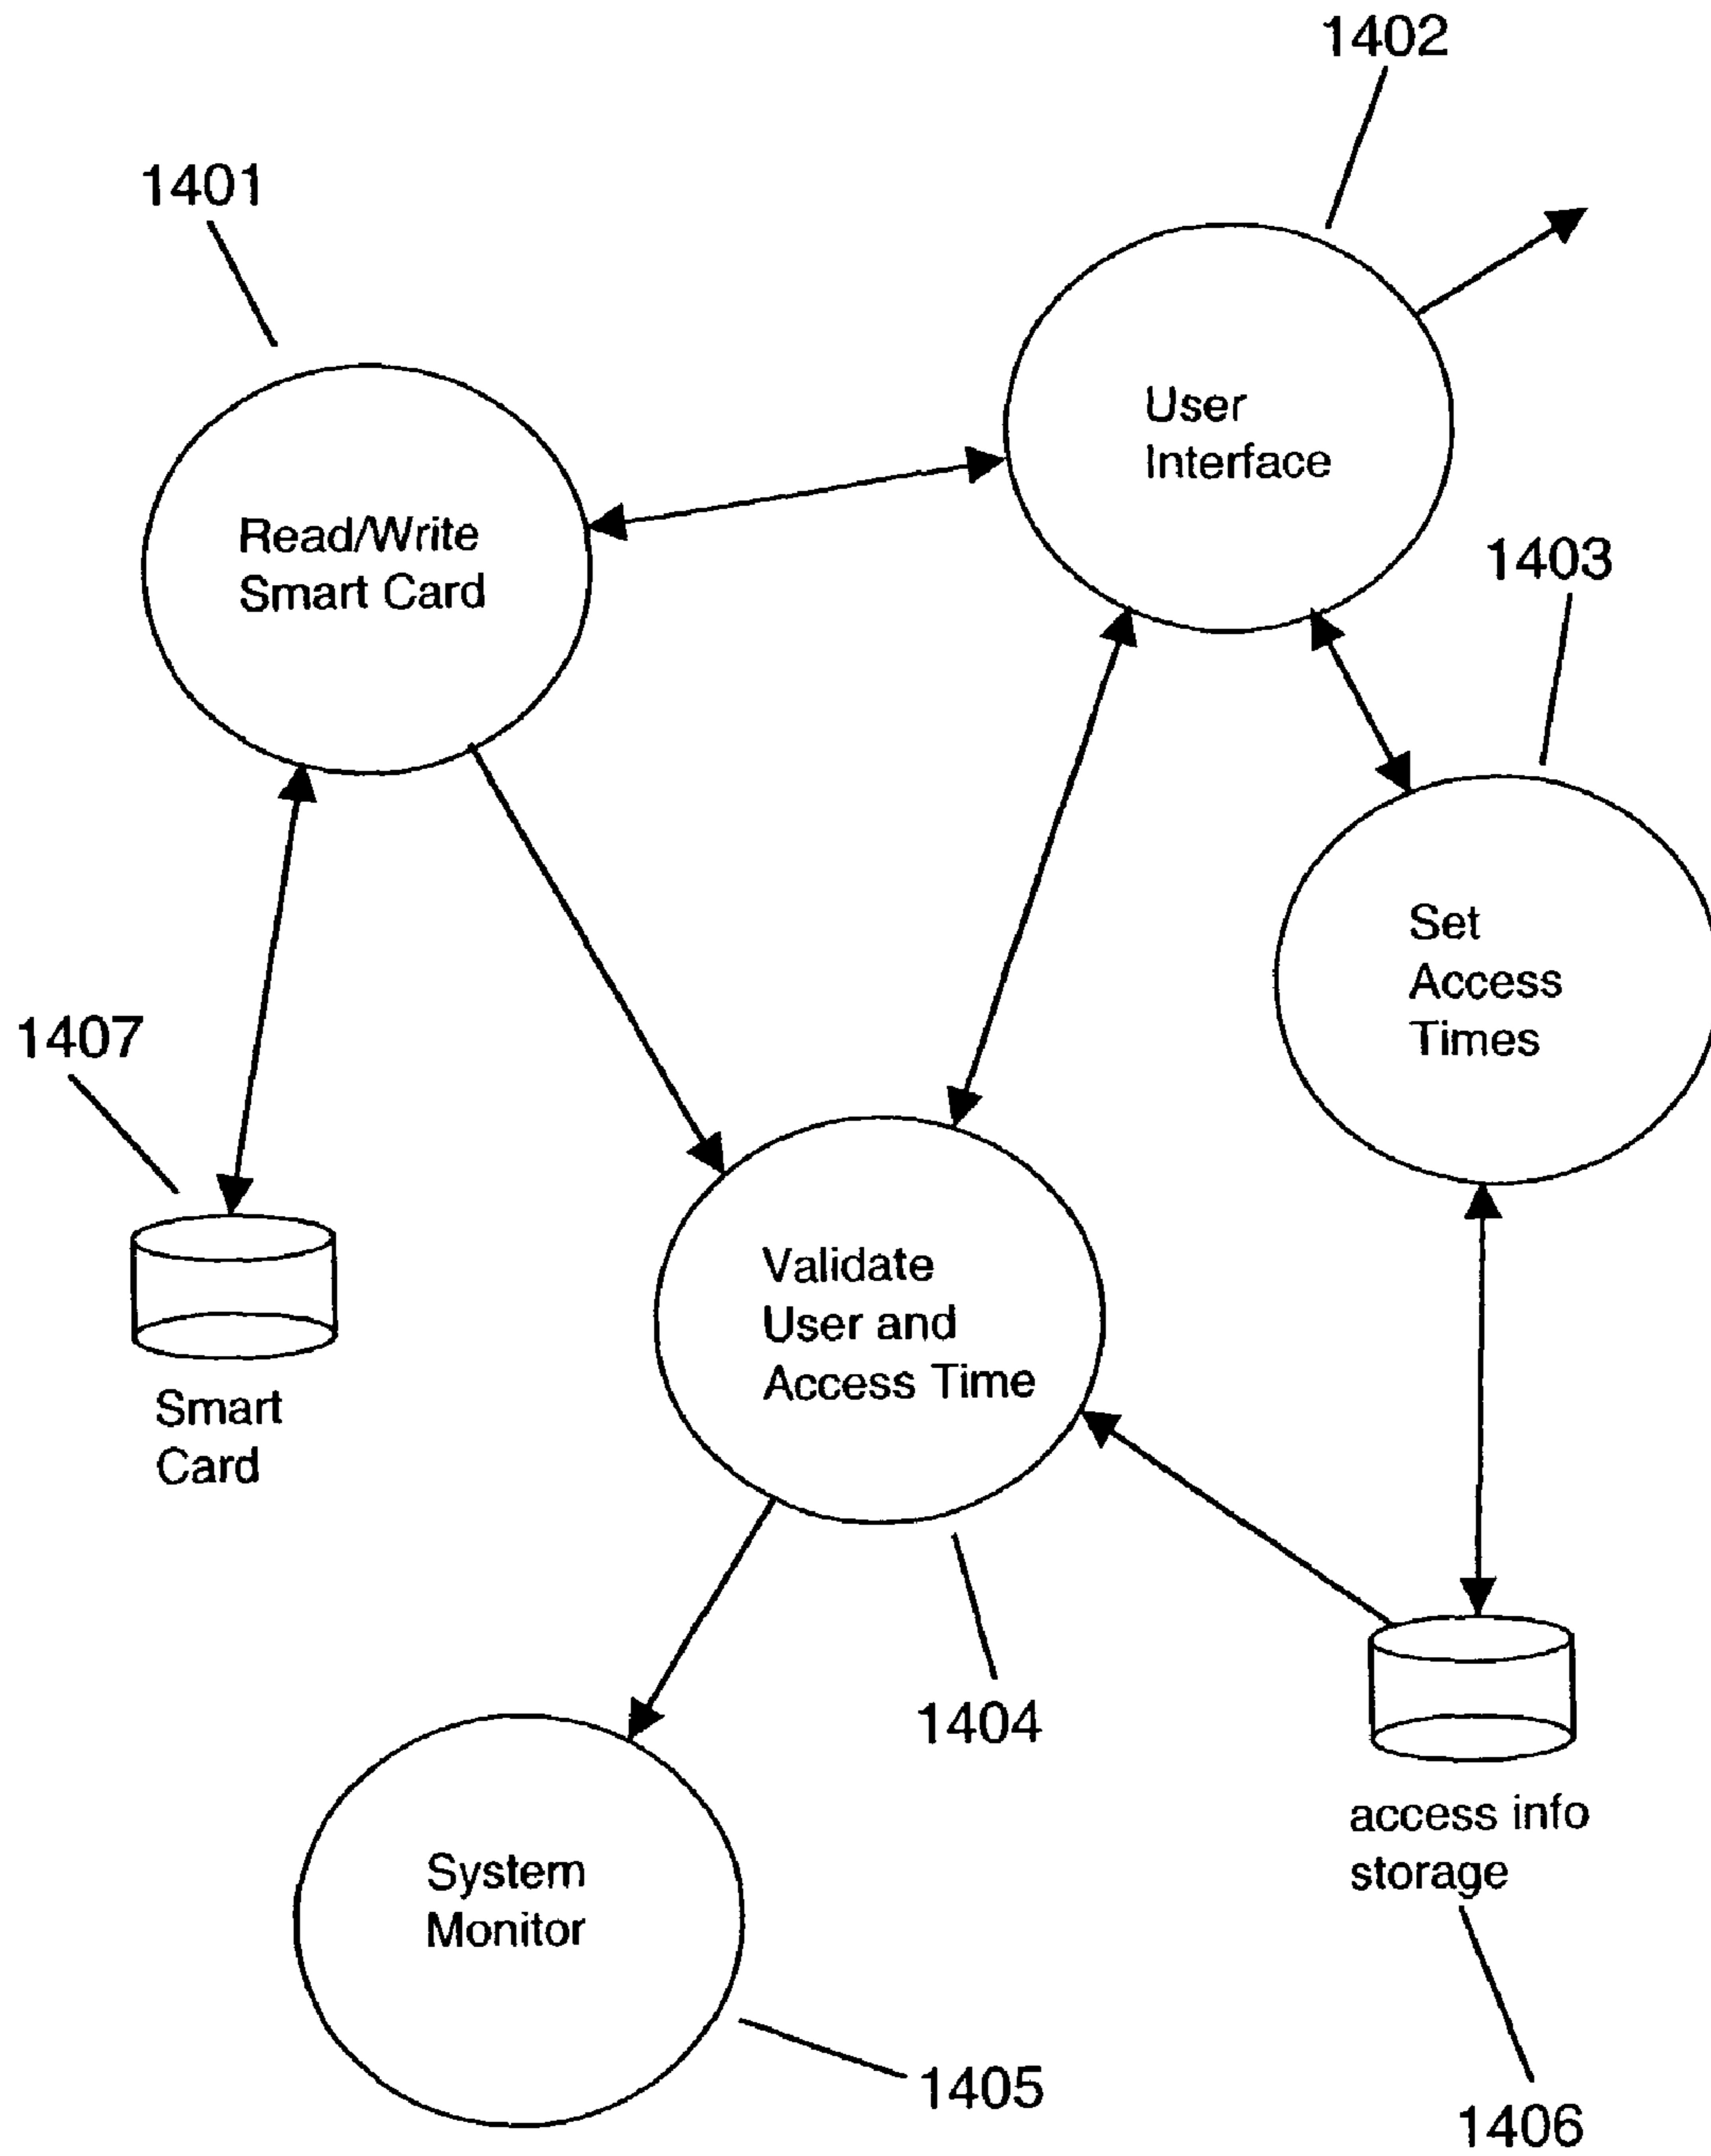 1402
1401
User
Interface
Read/Write
Smart Card
1403
Set
Access
Times
1407
Validate
User and
Access Time
Smart
Card
1404
access info
storage
System
Monitor
1405
1406